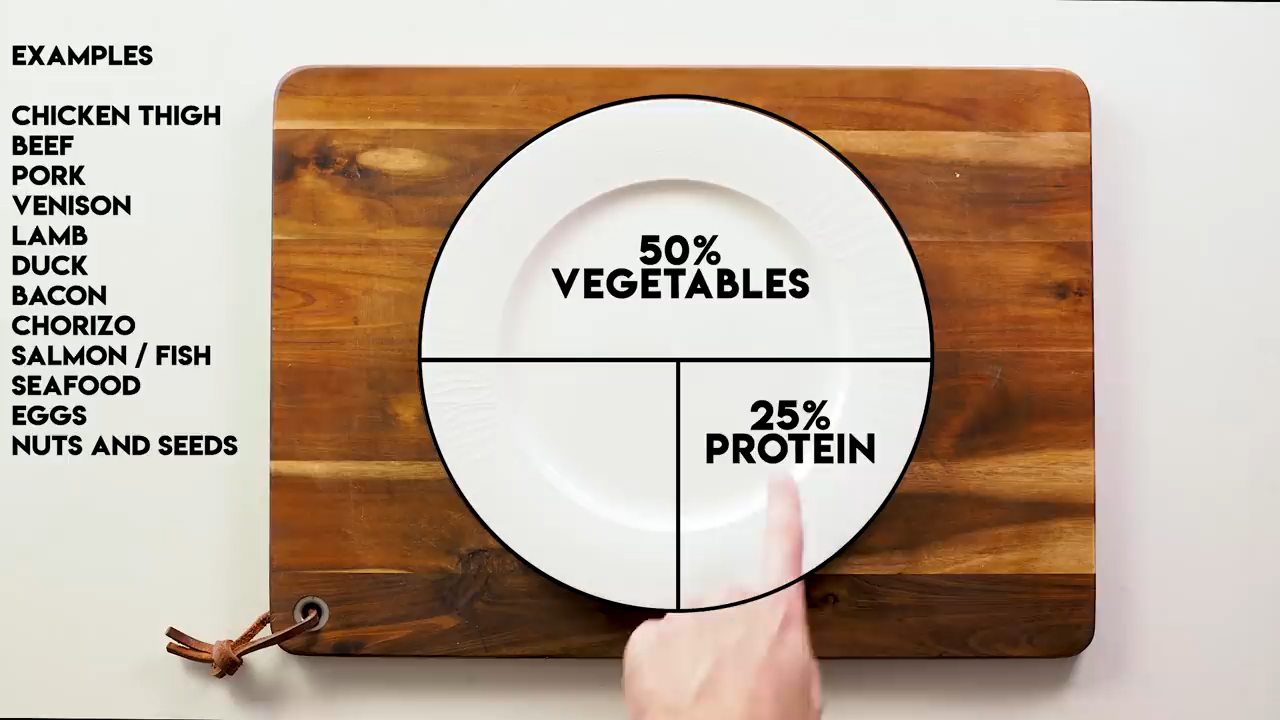 EXAMPLES
CHICKEN THIGH
BEEF
PORK
VENISON
LAMB
DUCK
BACON
CHORIZO
SALMON / FISH
SEAFOOD
EGGS
NUTS AND SEEDS
50%
VEGETABLES
25%
PROTEIN